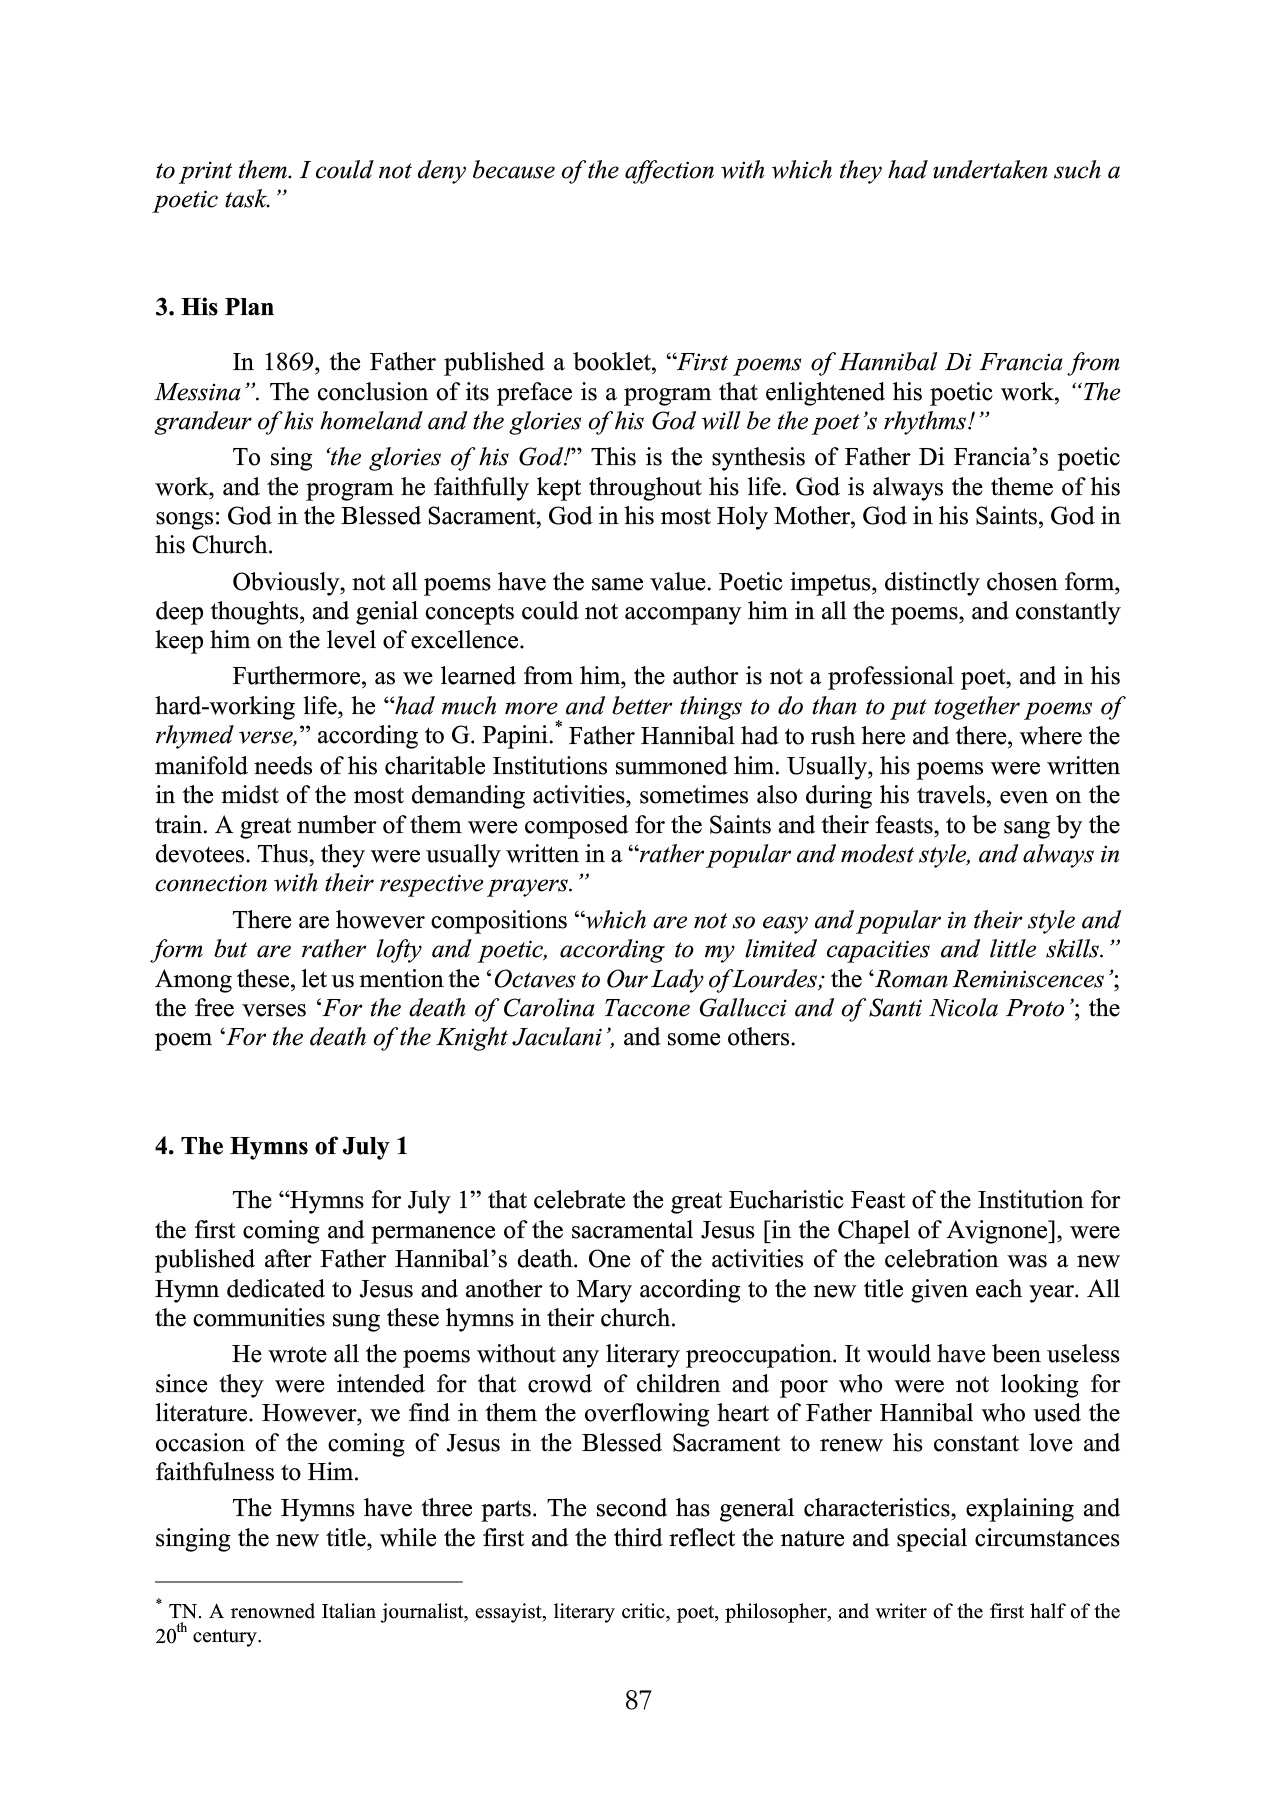 to print them. I could not deny because of the affection with which they had undertaken such a
poetic task.”
3. His Plan
In 1869, the Father published a booklet, “First poems of Hannibal Di Francia from
Messina”. The conclusion of its preface is a program that enlightened his poetic work, “The
grandeur of his homeland and the glories of his God will be the poet’s rhythms!”
To sing ‘the glories of his God!” This is the synthesis of Father Di Francia’s poetic
work, and the program he faithfully kept throughout his life. God is always the theme of his
songs: God in the Blessed Sacrament, God in his most Holy Mother, God in his Saints, God in
his Church.
Obviously, not all poems have the same value. Poetic impetus, distinctly chosen form,
deep thoughts, and genial concepts could not accompany him in all the poems, and constantly
keep him on the level of excellence.
Furthermore, as we learned from him, the author is not a professional poet, and in his
hard-working life, he “had much more and better things to do than to put together poems of
rhymed verse,” according to G. Papini.* Father Hannibal had to rush here and there, where the
manifold needs of his charitable Institutions summoned him. Usually, his poems were written
in the midst of the most demanding activities, sometimes also during his travels, even on the
train. A great number of them were composed for the Saints and their feasts, to be sang by the
devotees. Thus, they were usually written in a “rather popular and modest style, and always in
connection with their respective prayers.”
There are however compositions “which are not so easy and popular in their style and
form but are rather lofty and poetic, according to my limited capacities and little skills.”
Among these, let us mention the ‘Octaves to Our Lady of Lourdes; the ‘Roman Reminiscences’;
the free verses ‘For the death of Carolina Taccone Gallucci and of Santi Nicola Proto’; the
poem ‘For the death of the Knight Jaculani’, and some others.
4. The Hymns of July 1
The “Hymns for July 1” that celebrate the great Eucharistic Feast of the Institution for
the first coming and permanence of the sacramental Jesus [in the Chapel of Avignone], were
published after Father Hannibal’s death. One of the activities of the celebration was a new
Hymn dedicated to Jesus and another to Mary according to the new title given each year. All
the communities sung these hymns in their church.
He wrote all the poems without any literary preoccupation. It would have been useless
since they were intended for that crowd of children and poor who were not looking for
literature. However, we find in them the overflowing heart of Father Hannibal who used the
occasion of the coming of Jesus in the Blessed Sacrament to renew his constant love and
faithfulness to Him.
The Hymns have three parts. The second has general characteristics, explaining and
singing the new title, while the first and the third reflect the nature and special circumstances
* TN. A renowned Italian journalist, essayist, literary critic, poet, philosopher, and writer of the first half of the
20th century.
87